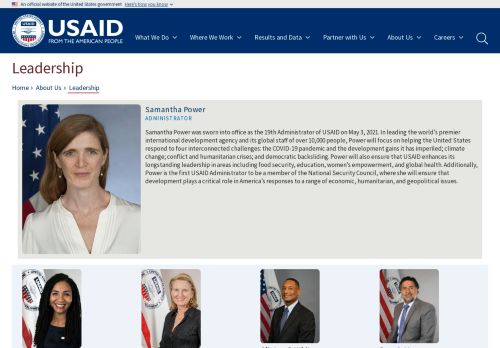 An official website of the United States government Here's how you know
USAID
FROM THE AMERICAN PEOPLE
What We Do
Where We Work
Results and Data
Partner with Us
About Us
Careers
Leadership
Home › About Us › Leadership
Samantha Power
ADMINISTRATOR
Samantha Power was sworn into office as the 19th Administrator of USAID on May 3, 2021. In leading the world's premier
international development agency and its global staff of over 10,000 people, Power will focus on helping the United States
respond to four interconnected challenges: the COVID-19 pandemic and the development gains it has imperiled; climate
change; conflict and humanitarian crises; and democratic backsliding. Power will also ensure that USAID enhances its
longstanding leadership in areas including food security, education, women's empowerment, and global health. Additionally,
Power is the first USAID Administrator to be a member of the National Security Council, where she will ensure that
development plays a critical role in America's responses to a range of economic, humanitarian, and geopolitical issues.